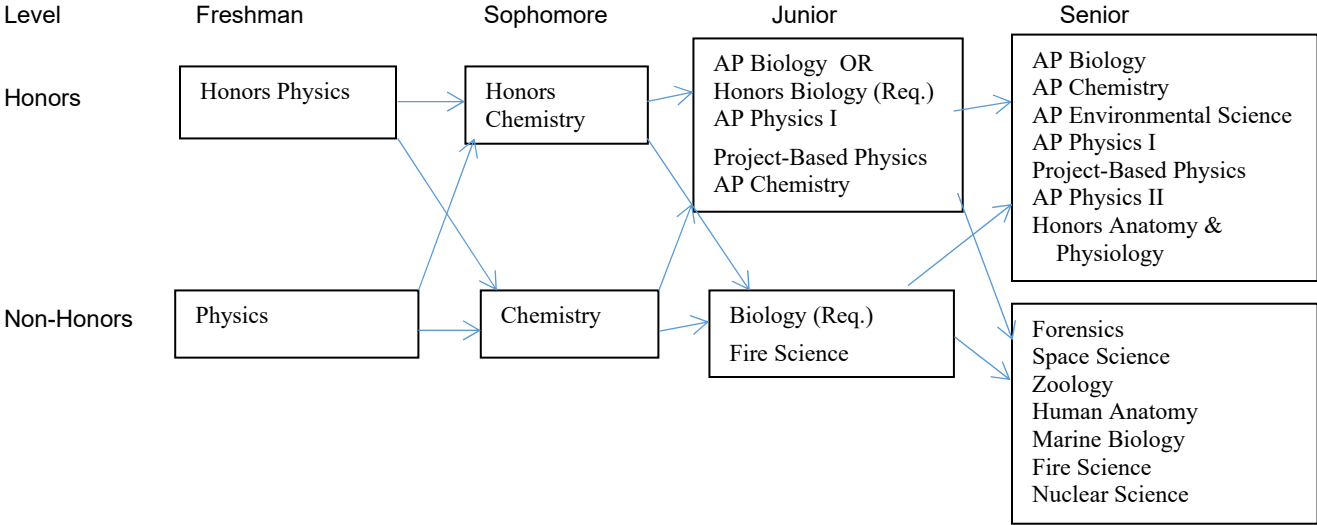 Level Freshman Sophomore Junior Senior
Honors
Honors Physics
Honors
Chemistry
AP Biology OR
Honors Biology (Req.)
AP Physics I
Project-Based Physics
AP Chemistry
AP Biology
AP Chemistry
AP Environmental Science
AP Physics I
Project-Based Physics
AP Physics II
Honors Anatomy &
Physiology
Non-Honors
Physics
Chemistry
Biology (Req.)
Fire Science
Forensics
Space Science
Zoology
Human Anatomy
Marine Biology
Fire Science
Nuclear Science